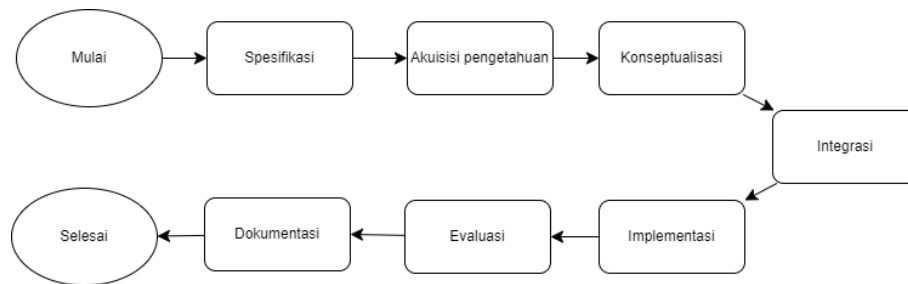 Mulai
Spesifikasi
Akuisisi pengetahuan
Konseptualisasi
Integrasi
Implementasi
Evaluasi
Dokumentasi
Selesai